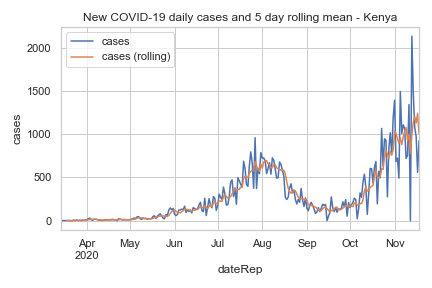 New COVID-19 daily cases and 5 day rolling mean - Kenya
cases
cases (rolling)
2000
1500
1000
500
0
cases
Apr
2020
May
Jun
Jul
Aug
Sep
Oct
Nov
dateRep